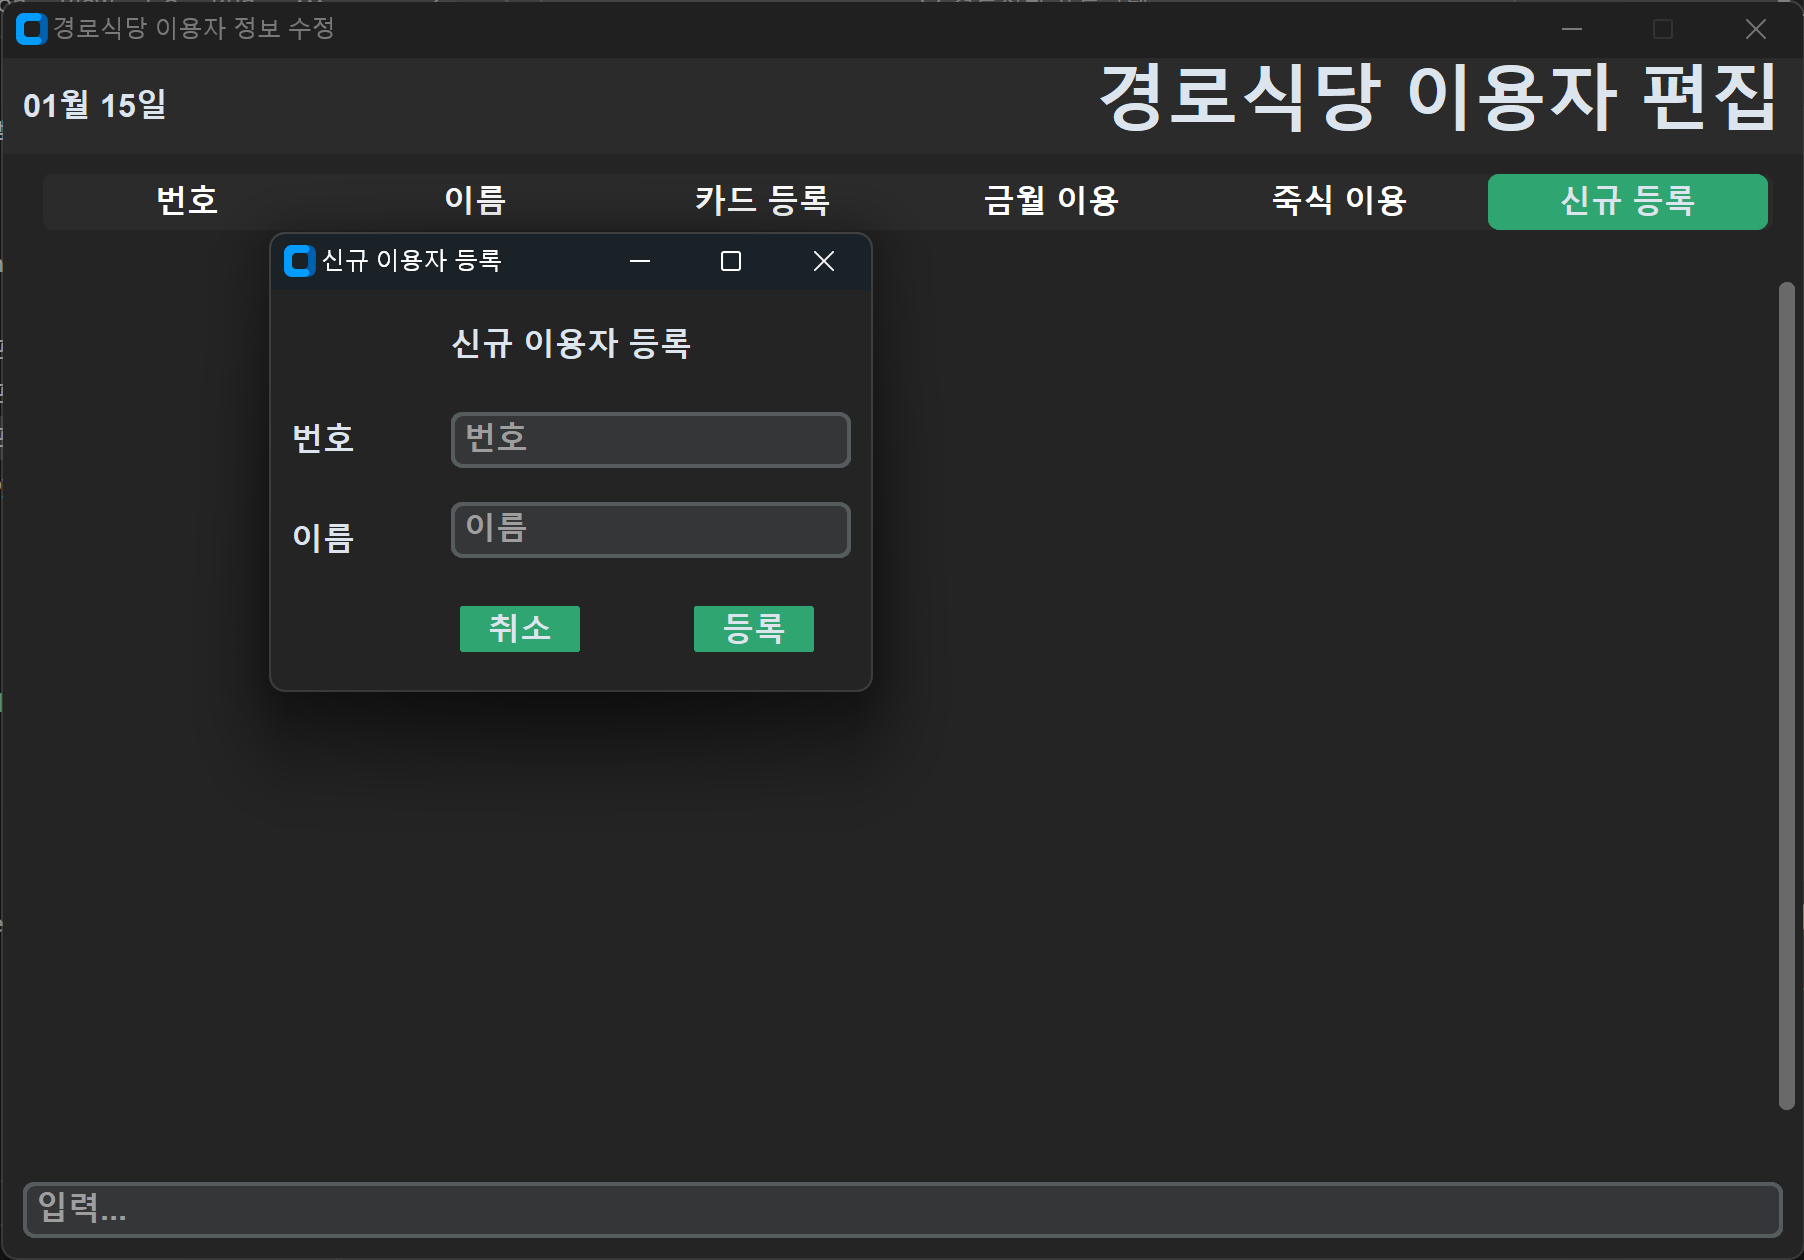 경로식당 이용자 정보 수정
01월 15일
경로식당 이용자 편집
번호 이름 카드 등록 금월 이용 죽식 이용 신규 등록
신규 이용자 등록
신규 이용자 등록
번호 번호
이름 이름
취소 등록
입력...